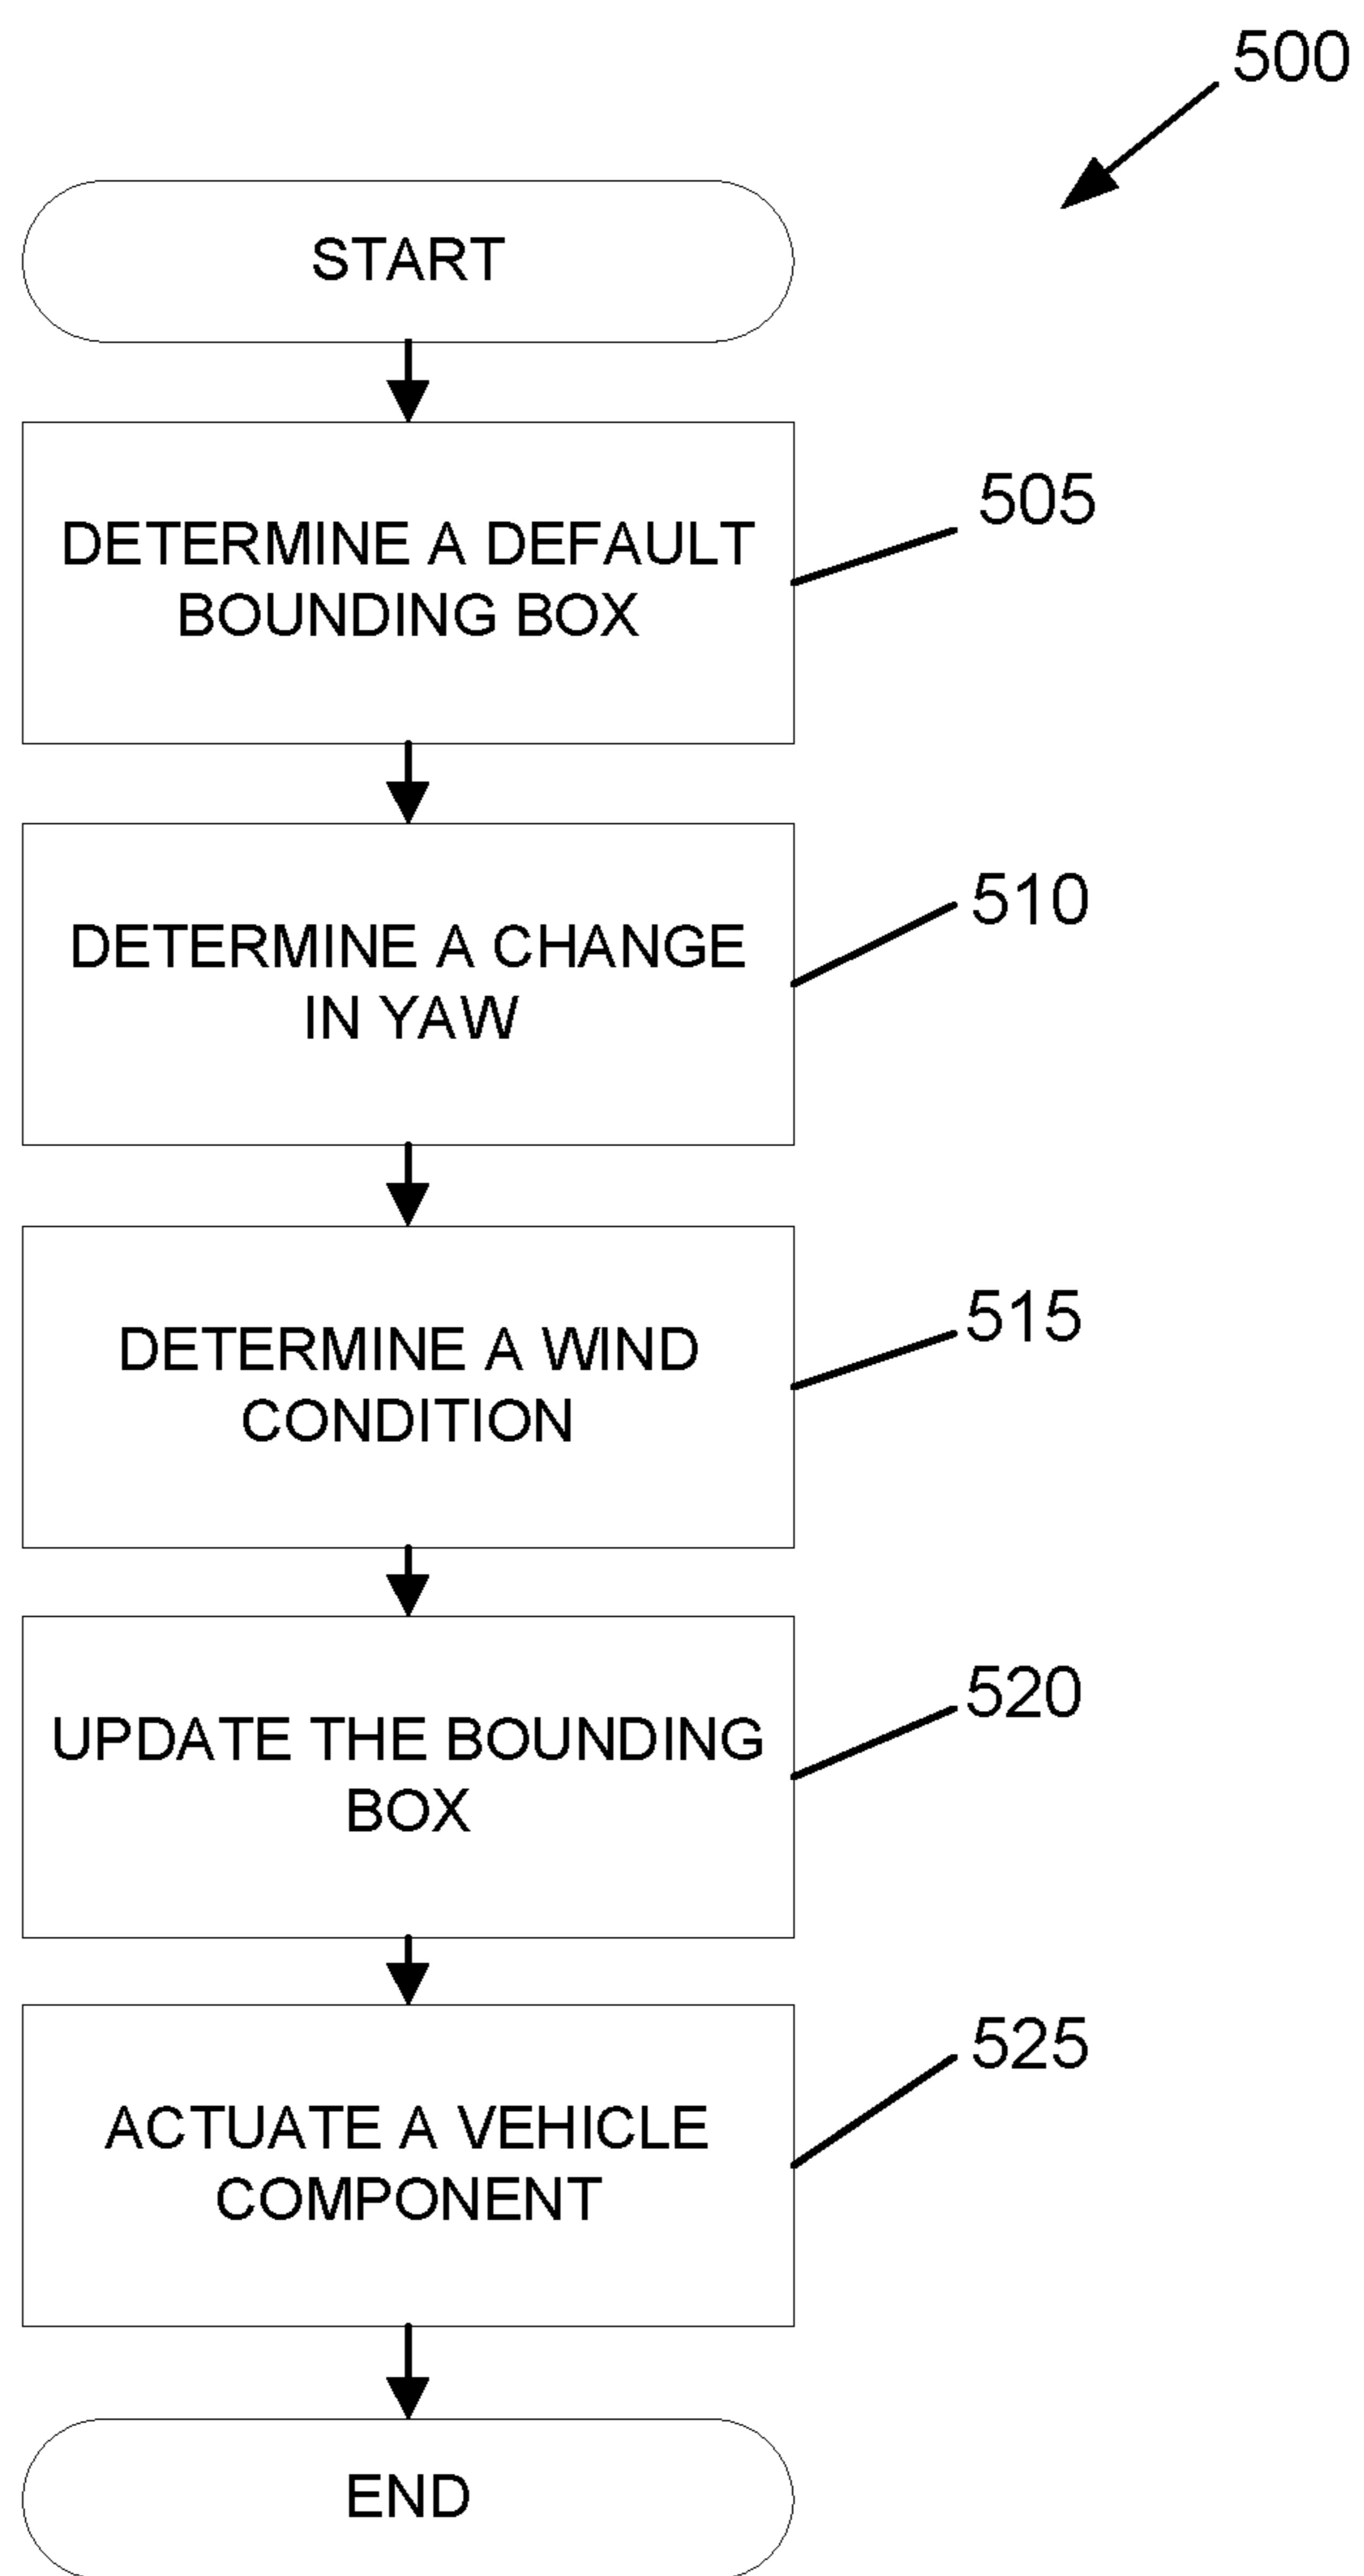 500
START
DETERMINE A DEFAULT
BOUNDING BOX
505
DETERMINE A CHANGE
IN YAW
510
DETERMINE A WIND
CONDITION
515
UPDATE THE BOUNDING
BOX
520
ACTUATE A VEHICLE
COMPONENT
525
END